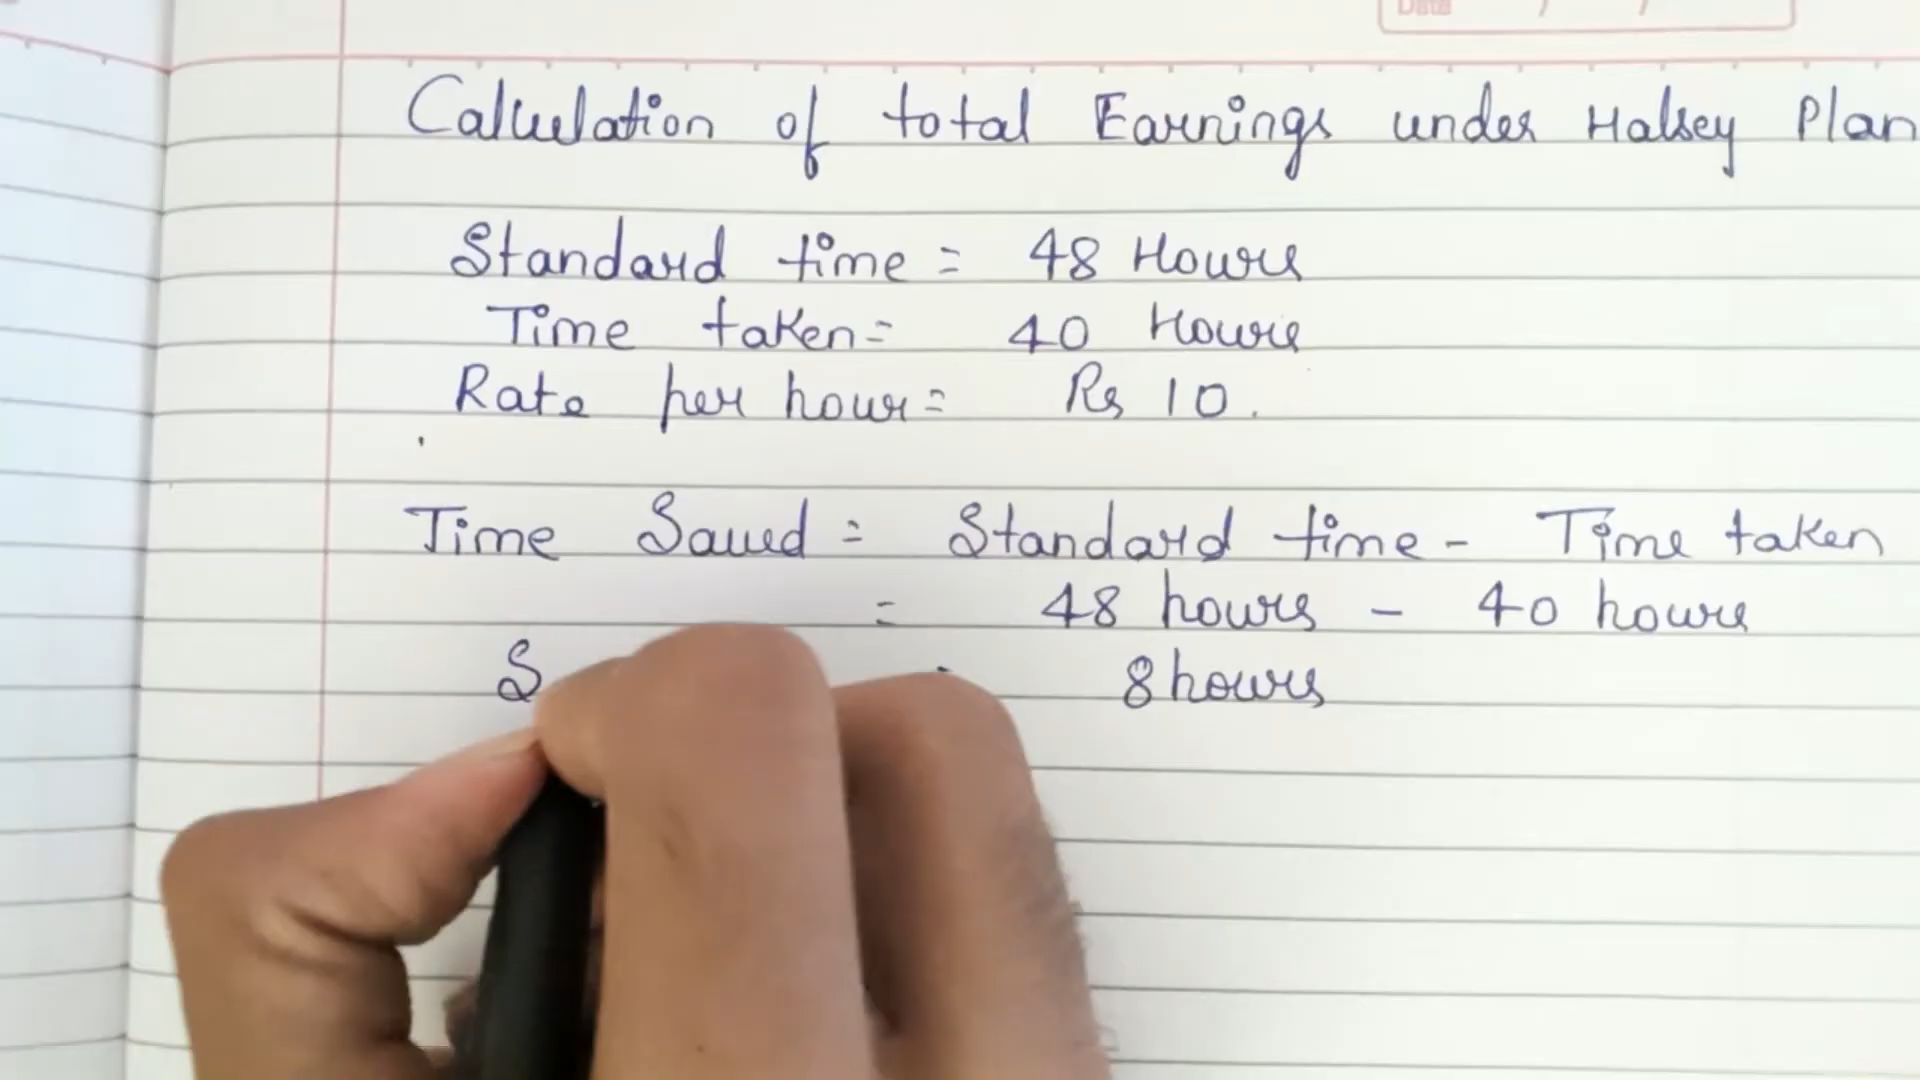 Date / /
Calculation of total Earnings under Halsey Plan
Standard time = 48 Hours
Time taken = 40 Hours
Rate per hour = Rs 10.
Time Saved = Standard time - Time taken
= 48 hours - 40 hours
S 8 hours